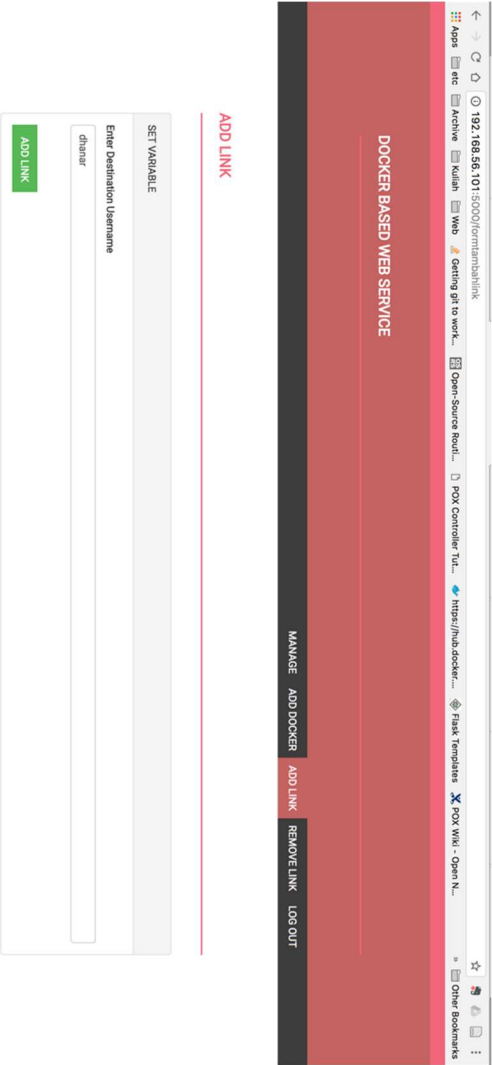 192.168.56.101:5000/formtambahlink
Apps etc Archive Kuliah Web Getting git to work... Open-Source Routi... POX Controller Tut... https://hub.docker.... Flask Templates POX Wiki - Open N... » Other Bookmarks
DOCKER BASED WEB SERVICE
MANAGE ADD DOCKER ADD LINK REMOVE LINK LOG OUT
ADD LINK
SET VARIABLE
Enter Destination Username
dhanar
ADD LINK